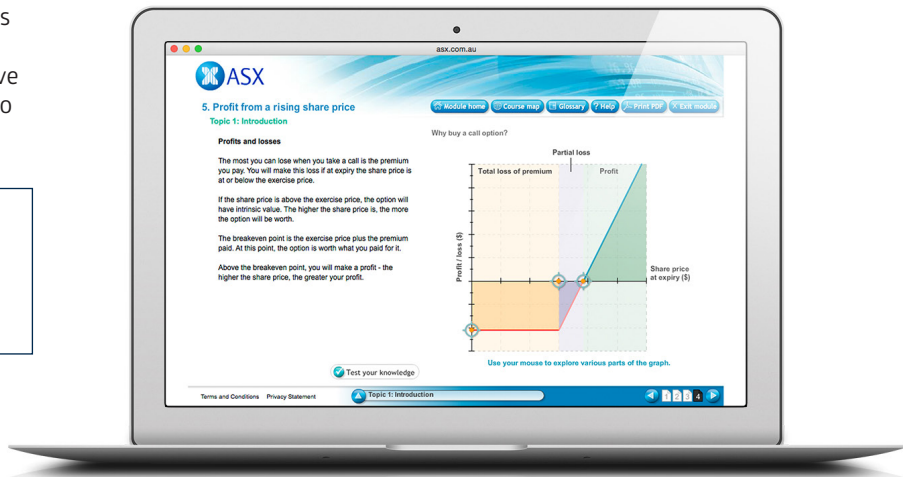 s
ve
o
asx.com.au
ASX
5. Profit from a rising share price
Topic 1: Introduction
Module home
Course map
Glossary
? Help
Print PDF
Exit module
Profits and losses
The most you can lose when you take a call is the premium
you pay. You will make this loss if at expiry the share price is
at or below the exercise price.
If the share price is above the exercise price, the option will
have intrinsic value. The higher the share price is, the more
the option will be worth.
The breakeven point is the exercise price plus the premium
paid. At this point, the option is worth what you paid for it.
Above the breakeven point, you will make a profit - the
higher the share price, the greater your profit.
Why buy a call option?
Partial loss
Total loss of premium
Profit
Profit / loss ($)
Share price
at expiry ($)
Use your mouse to explore various parts of the graph.
Test your knowledge
Terms and Conditions
Privacy Statement
Topic 1: Introduction
1 2 3 4